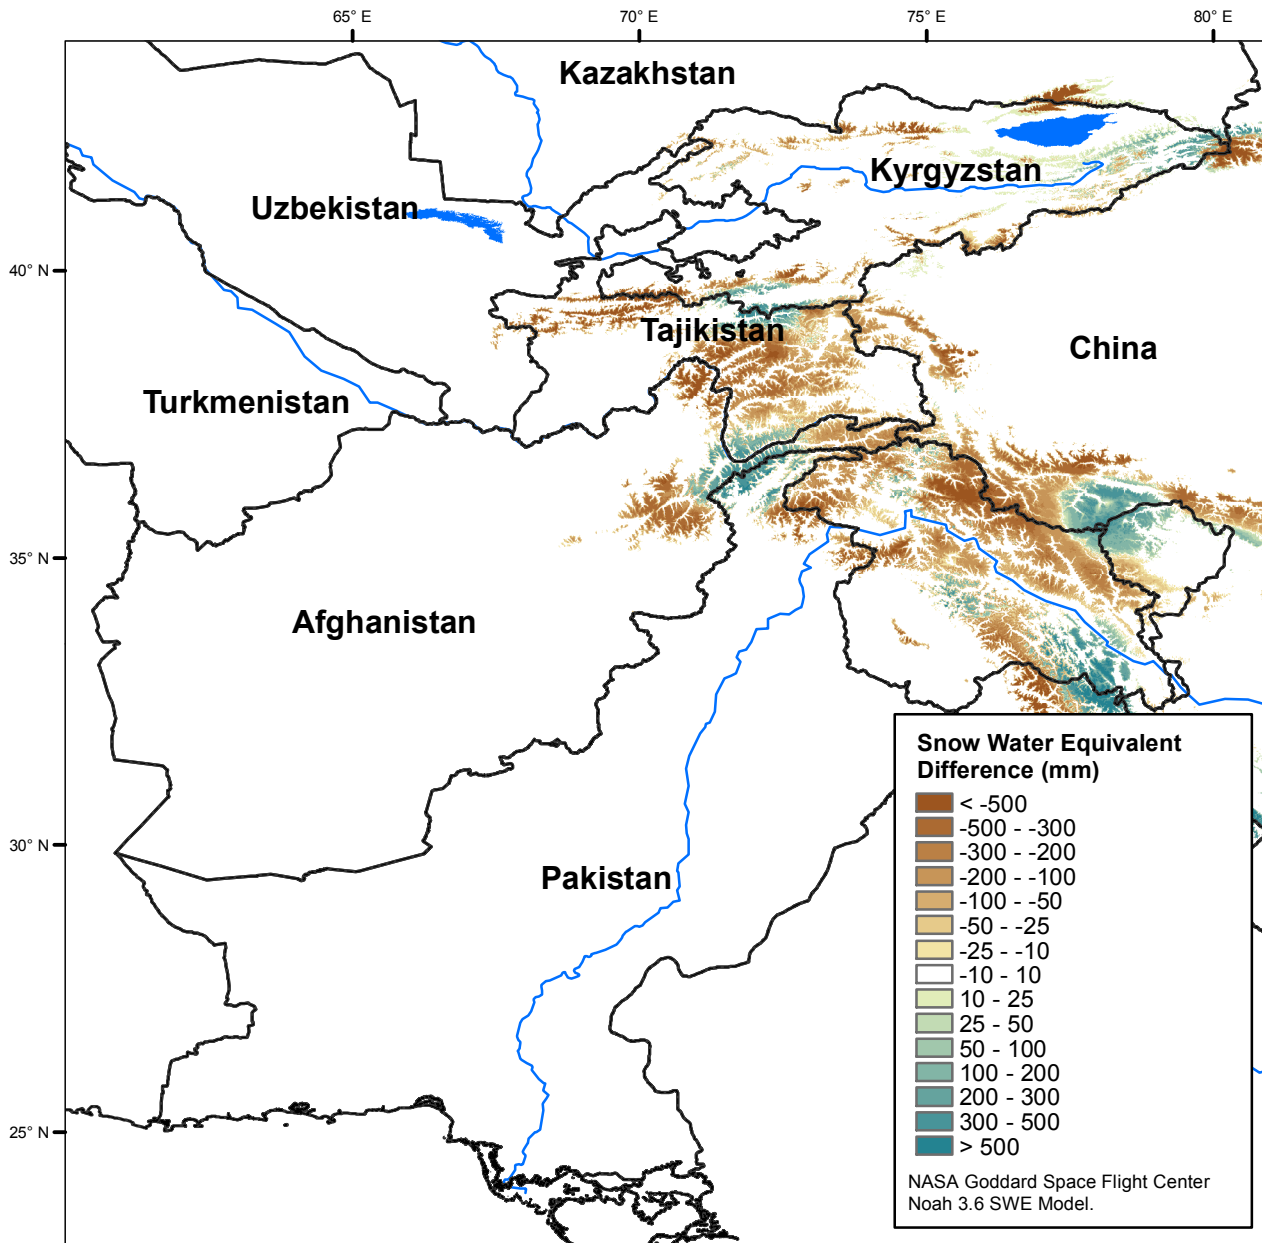 65° E
70° E
75° E
80° E
Kazakhstan
Kyrgyzstan
Uzbekistan
40° N
Tajikistan
China
Turkmenistan
35° N
Afghanistan
30° N
Pakistan
25° N
Snow Water Equivalent
Difference (mm)
< -500
-500 - -300
-300 - -200
-200 - -100
-100 - -50
-50 - -25
-25 - -10
-10 - 10
10 - 25
25 - 50
50 - 100
100 - 200
200 - 300
300 - 500
> 500
NASA Goddard Space Flight Center
Noah 3.6 SWE Model.